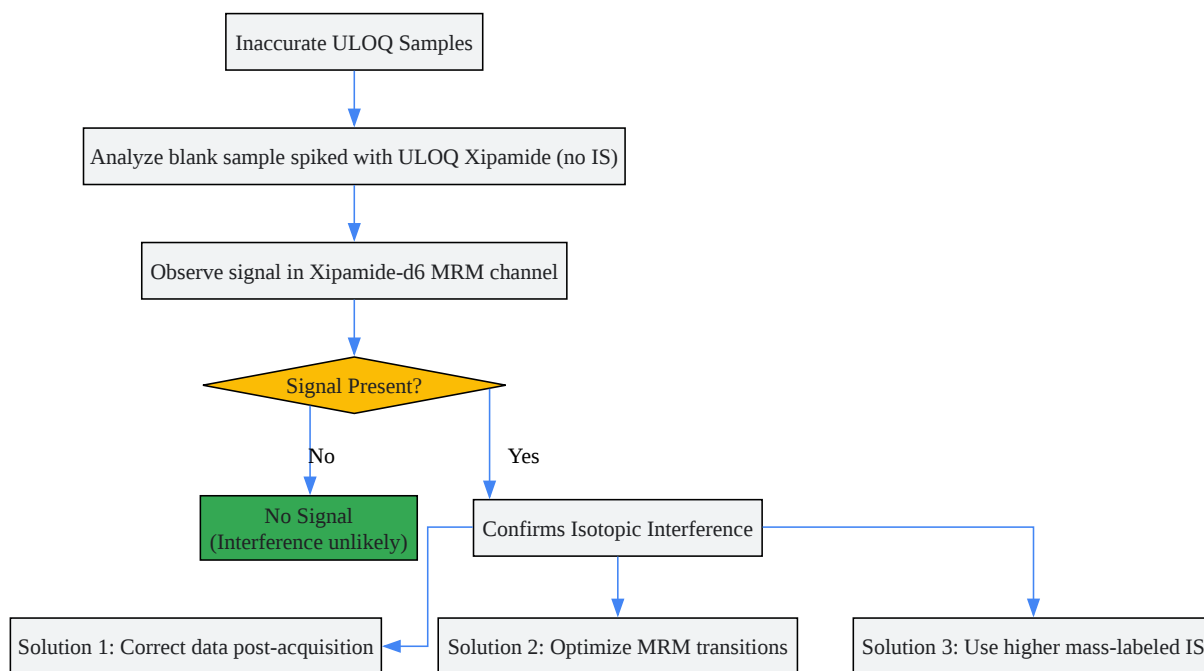 Inaccurate ULOQ Samples
Analyze blank sample spiked with ULOQ Xipamide (no IS)
Observe signal in Xipamide-d6 MRM channel
Signal Present?
No
Yes
No Signal
(Interference unlikely)
Confirms Isotopic Interference
Solution 1: Correct data post-acquisition
Solution 2: Optimize MRM transitions
Solution 3: Use higher mass-labeled IS